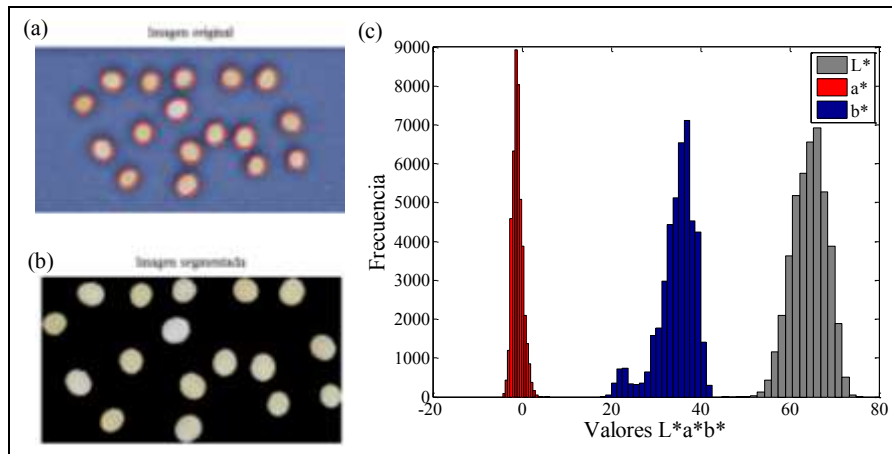 (a)
Imagen original
(b)
Imagen segmentada
(c)
9000
8000
7000
6000
5000
4000
3000
2000
1000
0
Frecuencia
-20
0
20
40
60
80
Valores L*a*b*
L*
a*
b*